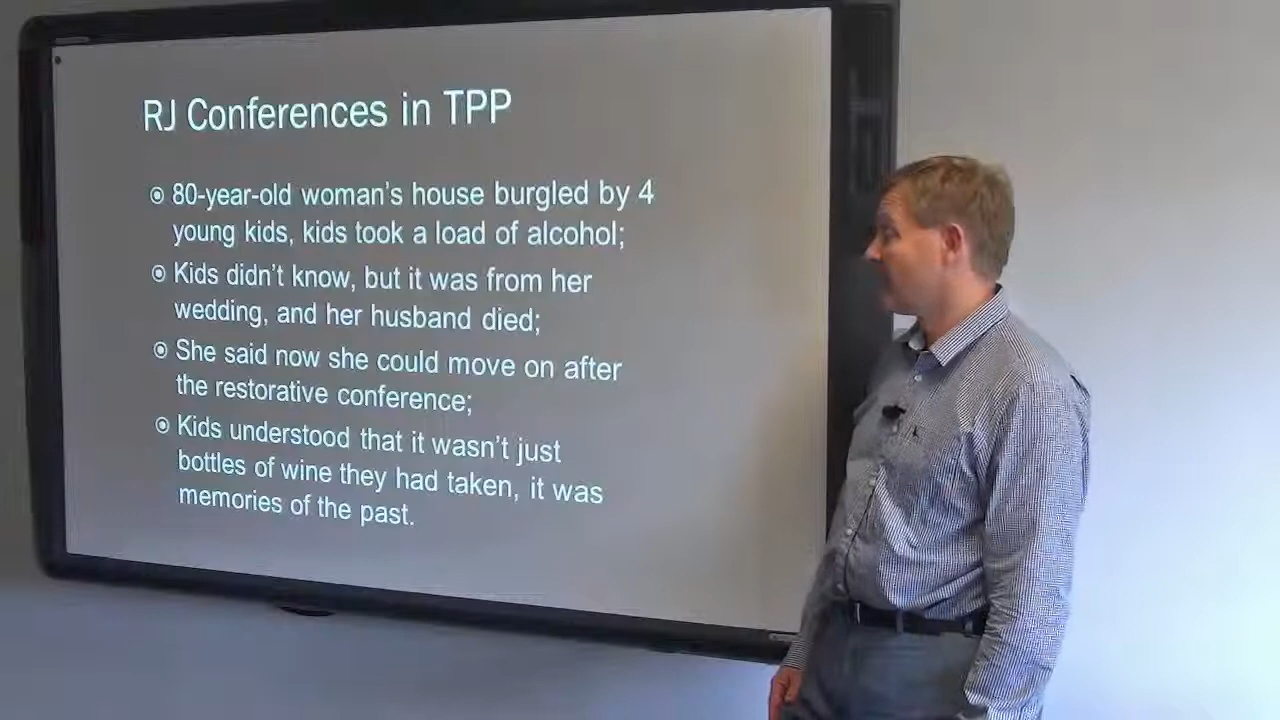 RJ Conferences in TPP
80-year-old woman's house burgled by 4
young kids, kids took a load of alcohol;
Kids didn't know, but it was from her
wedding, and her husband died;
She said now she could move on after
the restorative conference;
Kids understood that it wasn't just
bottles of wine they had taken, it was
memories of the past.